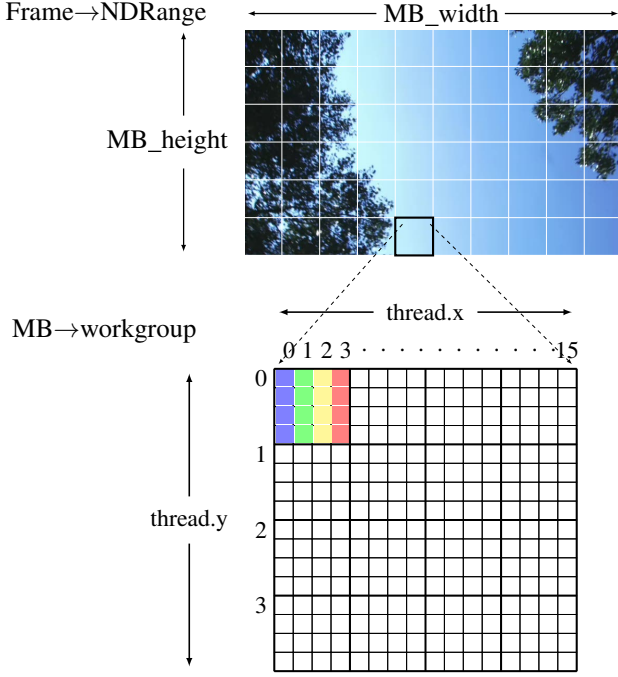 Frame→NDRange
MB_width
MB_height
MB→workgroup
thread.x
0 1 2 3 · · · · · · · · · · · 15
0
1
thread.y
2
3